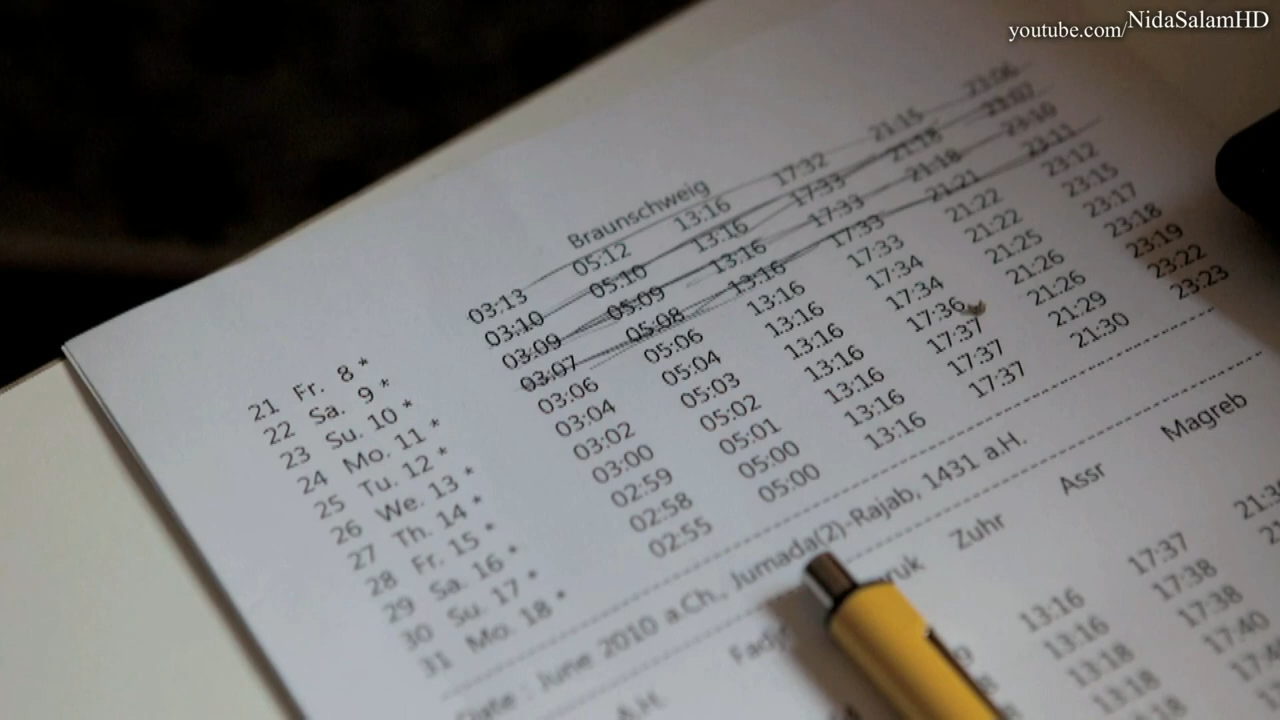 youtube.com/NidaSalamHD
Braunschweig
21 Fr. 8 * 03:13 05:12 13:16 17:32 21:15 23:06
22 Sa. 9 * 03:10 05:10 13:16 17:33 21:18 23:07
23 Su. 10 * 03:09 05:09 13:16 17:33 21:18 23:10
24 Mo. 11 * 03:07 05:08 13:16 17:33 21:21 23:11
25 Tu. 12 * 03:06 05:06 13:16 17:33 21:22 23:12
26 We. 13 * 03:04 05:04 13:16 17:34 21:22 23:15
27 Th. 14 * 03:02 05:03 13:16 17:34 21:25 23:17
28 Fr. 15 * 03:00 05:02 13:16 17:36 21:26 23:18
29 Sa. 16 * 02:59 05:01 13:16 17:37 21:26 23:19
30 Su. 17 * 02:58 05:00 13:16 17:37 21:29 23:22
31 Mo. 18 * 02:55 05:00 13:16 17:37 21:30 23:23
Date : June 2010 a.Ch., Jumada(2)-Rajab, 1431 a.H.
A.H. Zuhr Assr Magreb
13:16 17:37
13:16 17:38
13:18 17:38
13:18 17:40
13:18